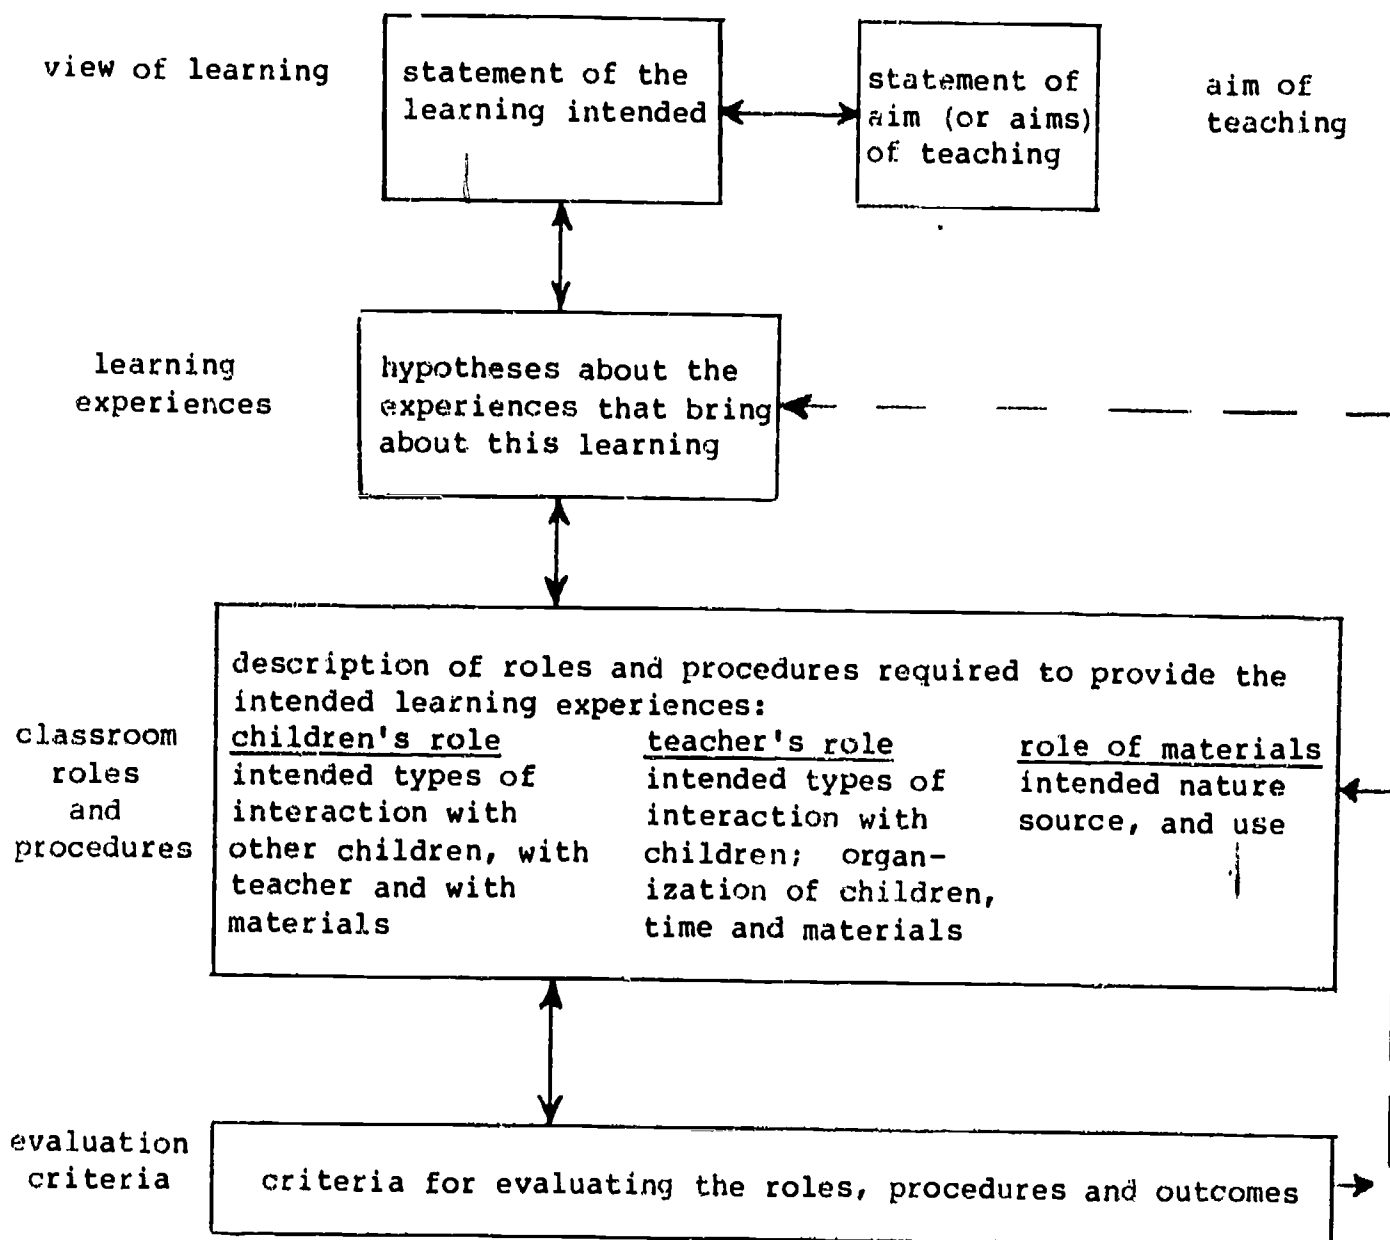 view of learning
statement of the
learning intended
statement of
aim (or aims)
of teaching
aim of
teaching
learning
experiences
hypotheses about the
experiences that bring
about this learning
classroom
roles
and
procedures
description of roles and procedures required to provide the
intended learning experiences:
children's role
intended types of
interaction with
other children, with
teacher and with
materials
teacher's role
intended types of
interaction with
children; organ-
ization of children,
time and materials
role of materials
intended nature
source, and use
evaluation
criteria
criteria for evaluating the roles, procedures and outcomes